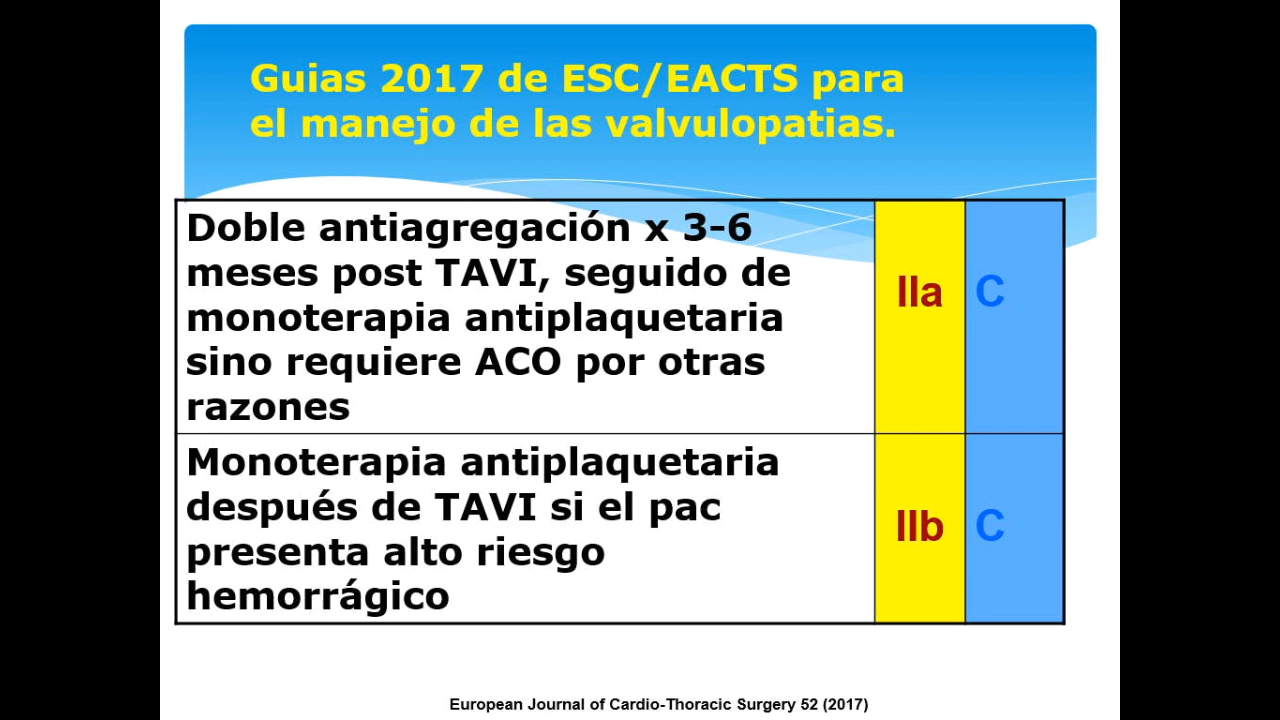 Guias 2017 de ESC/EACTS para
el manejo de las valvulopatias.
Doble antiagregación x 3-6
meses post TAVI, seguido de
monoterapia antiplaquetaria
sino requiere ACO por otras
razones
IIa
C
Monoterapia antiplaquetaria
después de TAVI si el pac
presenta alto riesgo
hemorrágico
IIb
C
European Journal of Cardio-Thoracic Surgery 52 (2017)